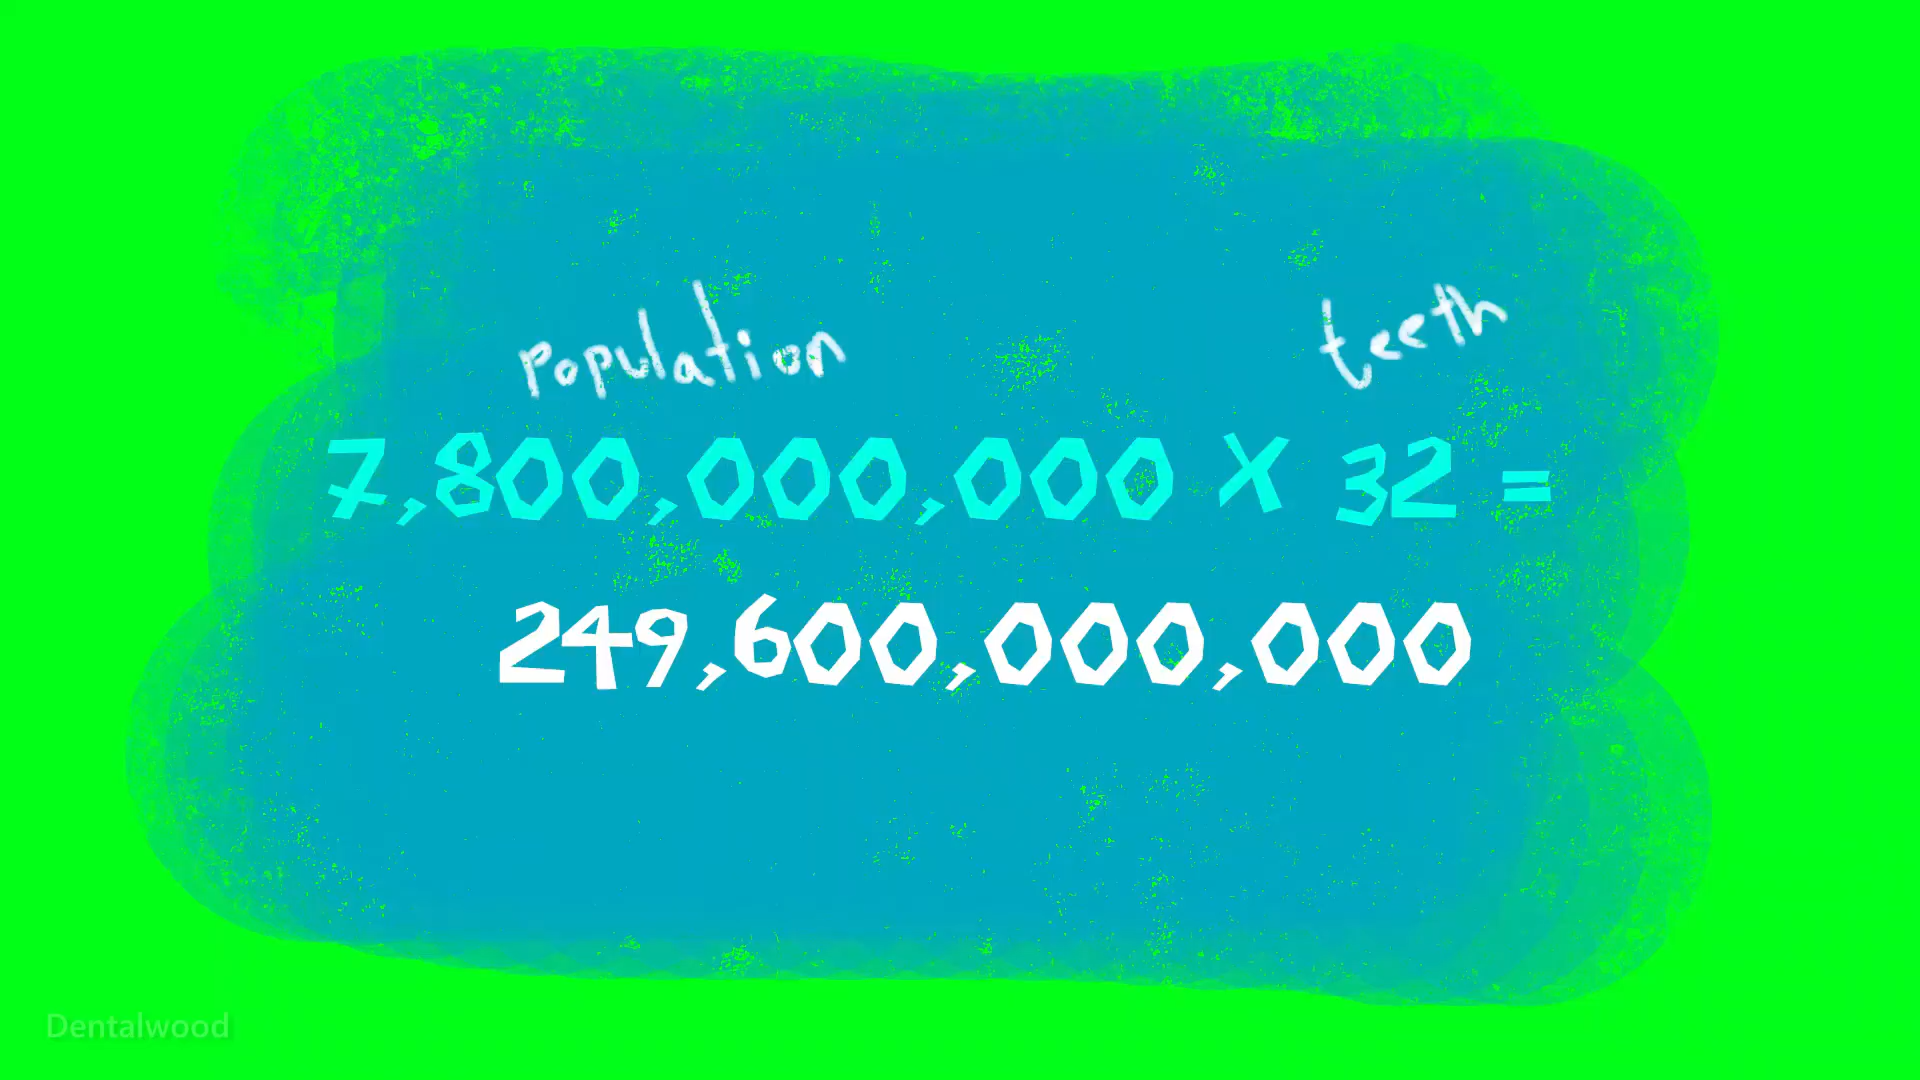 population teeth
7,800,000,000 X 32 =
249,600,000,000
Dentalwood